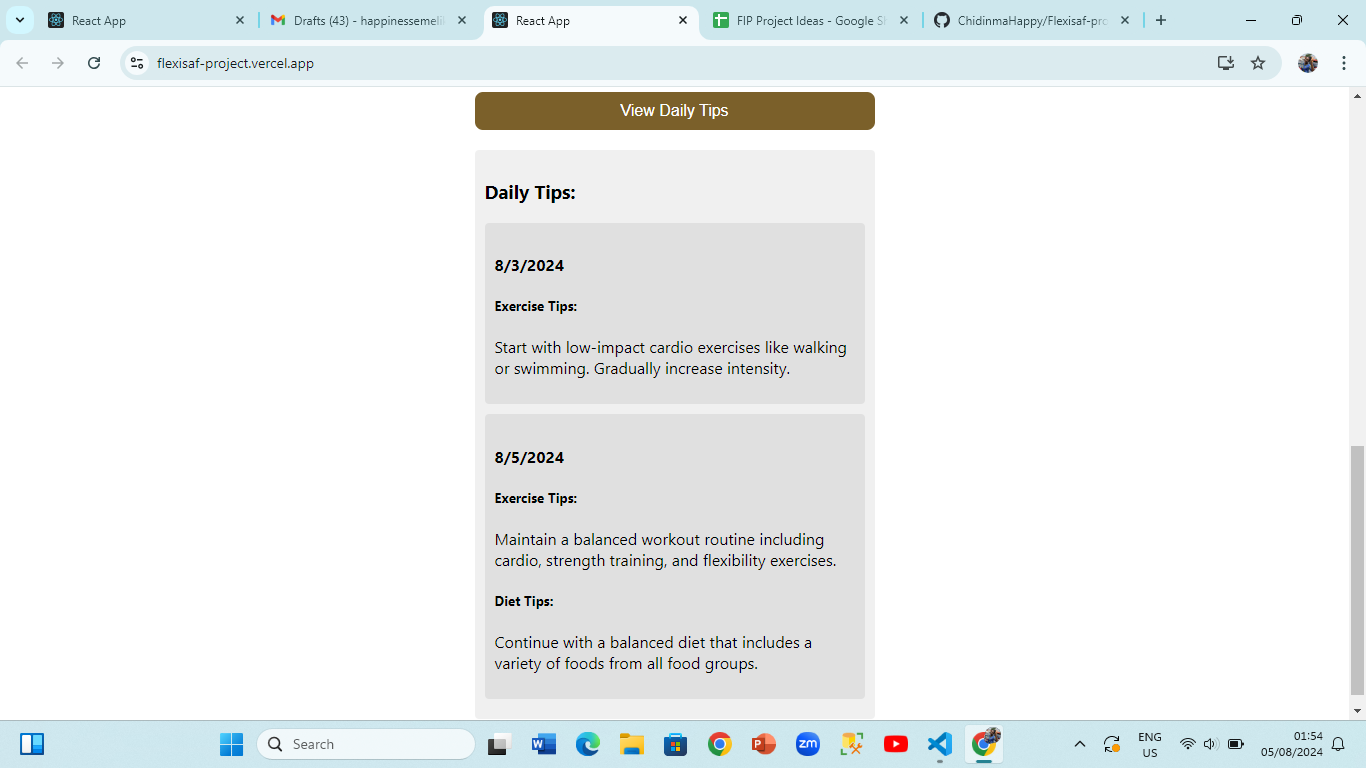 React App
Drafts (43) - happinessemeli
React App
FIP Project Ideas - Google Sh
ChidinmaHappy/Flexisaf-pro
flexisaf-project.vercel.app
View Daily Tips
Daily Tips:
8/3/2024
Exercise Tips:
Start with low-impact cardio exercises like walking
or swimming. Gradually increase intensity.
8/5/2024
Exercise Tips:
Maintain a balanced workout routine including
cardio, strength training, and flexibility exercises.
Diet Tips:
Continue with a balanced diet that includes a
variety of foods from all food groups.
Search
zm
ENG
US
01:54
05/08/2024